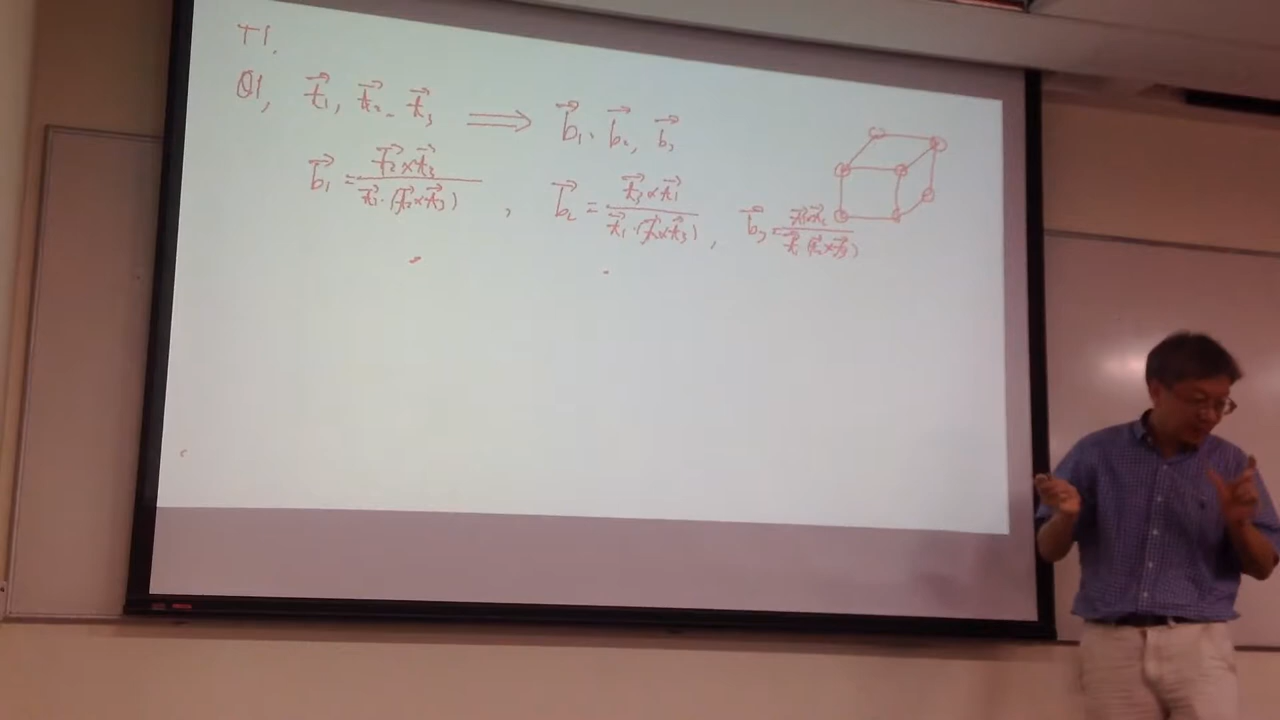 T1.
Q1, t⃗₁, t⃗₂, t⃗₃ ⟹ b⃗₁, b⃗₂, b⃗₃
b⃗₁ = t⃗₂×t⃗₃ / t⃗₁·(t⃗₂×t⃗₃) , b⃗₂ = t⃗₃×t⃗₁ / t⃗₁·(t⃗₂×t⃗₃) , b⃗₃ = t⃗₁×t⃗₂ / t⃗₁·(t⃗₂×t⃗₃)